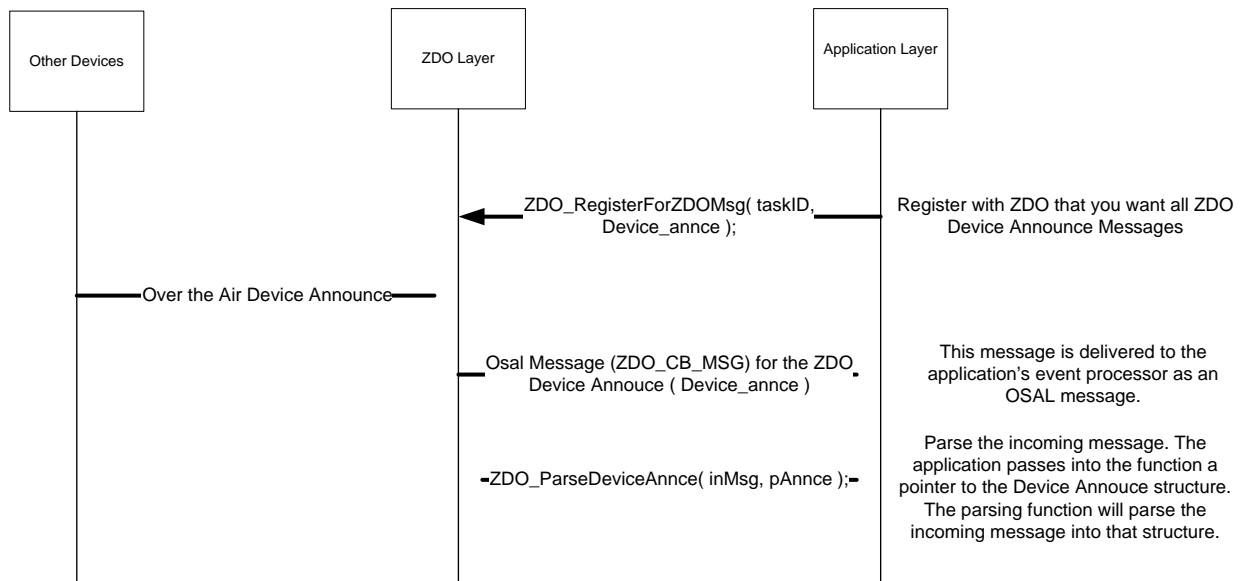 Other Devices
ZDO Layer
Application Layer
ZDO_RegisterForZDOMsg( taskID,
Device_annce );
Register with ZDO that you want all ZDO
Device Announce Messages
Over the Air Device Announce
Osal Message (ZDO_CB_MSG) for the ZDO
Device Annouce ( Device_annce )
This message is delivered to the
application’s event processor as an
OSAL message.
ZDO_ParseDeviceAnnce( inMsg, pAnnce );
Parse the incoming message. The
application passes into the function a
pointer to the Device Annouce structure.
The parsing function will parse the
incoming message into that structure.